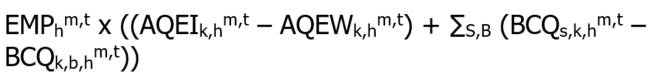 EMPₕᵐ,ᵗ x ((AQEIₖ,ₕᵐ,ᵗ – AQEWₖ,ₕᵐ,ᵗ) + ∑S,B (BCQₛ,ₖ,ₕᵐ,ᵗ –
BCQₖ,b,ₕᵐ,ᵗ))